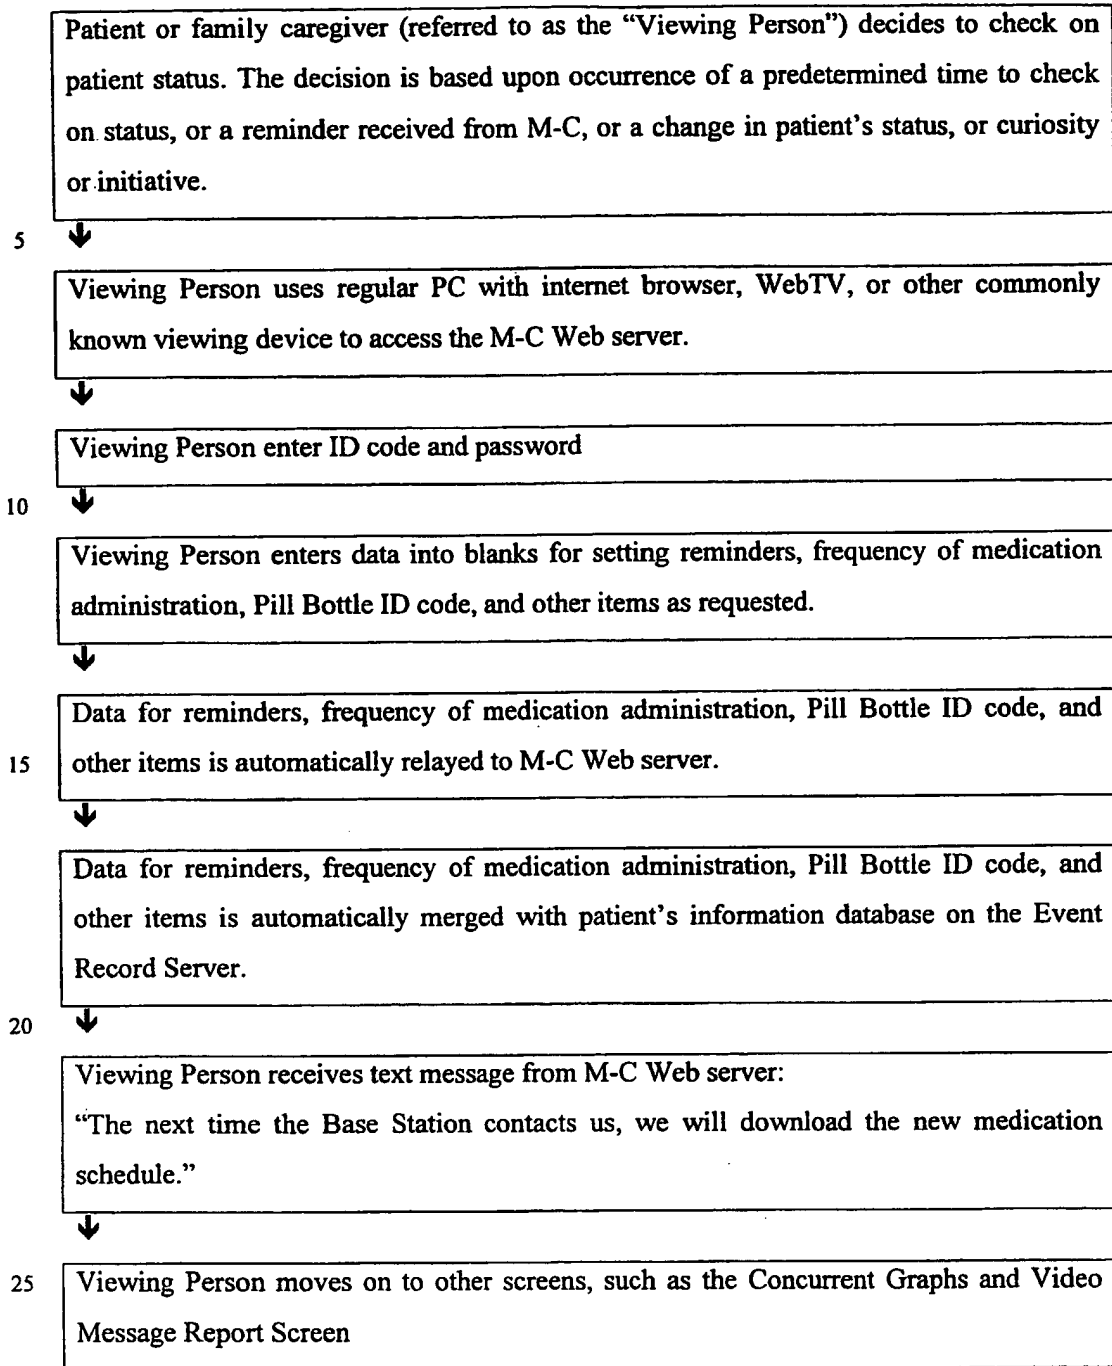 Patient or family caregiver (referred to as the “Viewing Person”) decides to check on
patient status. The decision is based upon occurrence of a predetermined time to check
on status, or a reminder received from M-C, or a change in patient's status, or curiosity
or initiative.
5
Viewing Person uses regular PC with internet browser, WebTV, or other commonly
known viewing device to access the M-C Web server.
Viewing Person enter ID code and password
10
Viewing Person enters data into blanks for setting reminders, frequency of medication
administration, Pill Bottle ID code, and other items as requested.
Data for reminders, frequency of medication administration, Pill Bottle ID code, and
15 other items is automatically relayed to M-C Web server.
Data for reminders, frequency of medication administration, Pill Bottle ID code, and
other items is automatically merged with patient's information database on the Event
Record Server.
20
Viewing Person receives text message from M-C Web server:
“The next time the Base Station contacts us, we will download the new medication
schedule.”
25 Viewing Person moves on to other screens, such as the Concurrent Graphs and Video
Message Report Screen